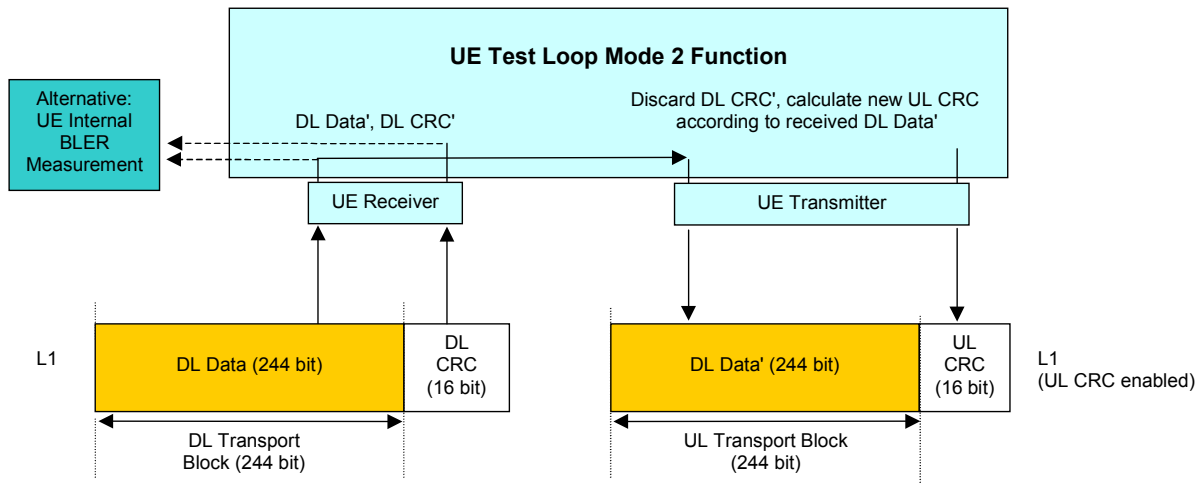 UE Test Loop Mode 2 Function
Alternative:
UE Internal
BLER
Measurement
DL Data', DL CRC'
Discard DL CRC', calculate new UL CRC
according to received DL Data'
UE Receiver
UE Transmitter
L1
DL Data (244 bit)
DL
CRC
(16 bit)
DL Data' (244 bit)
UL
CRC
(16 bit)
L1
(UL CRC enabled)
DL Transport
Block (244 bit)
UL Transport Block
(244 bit)